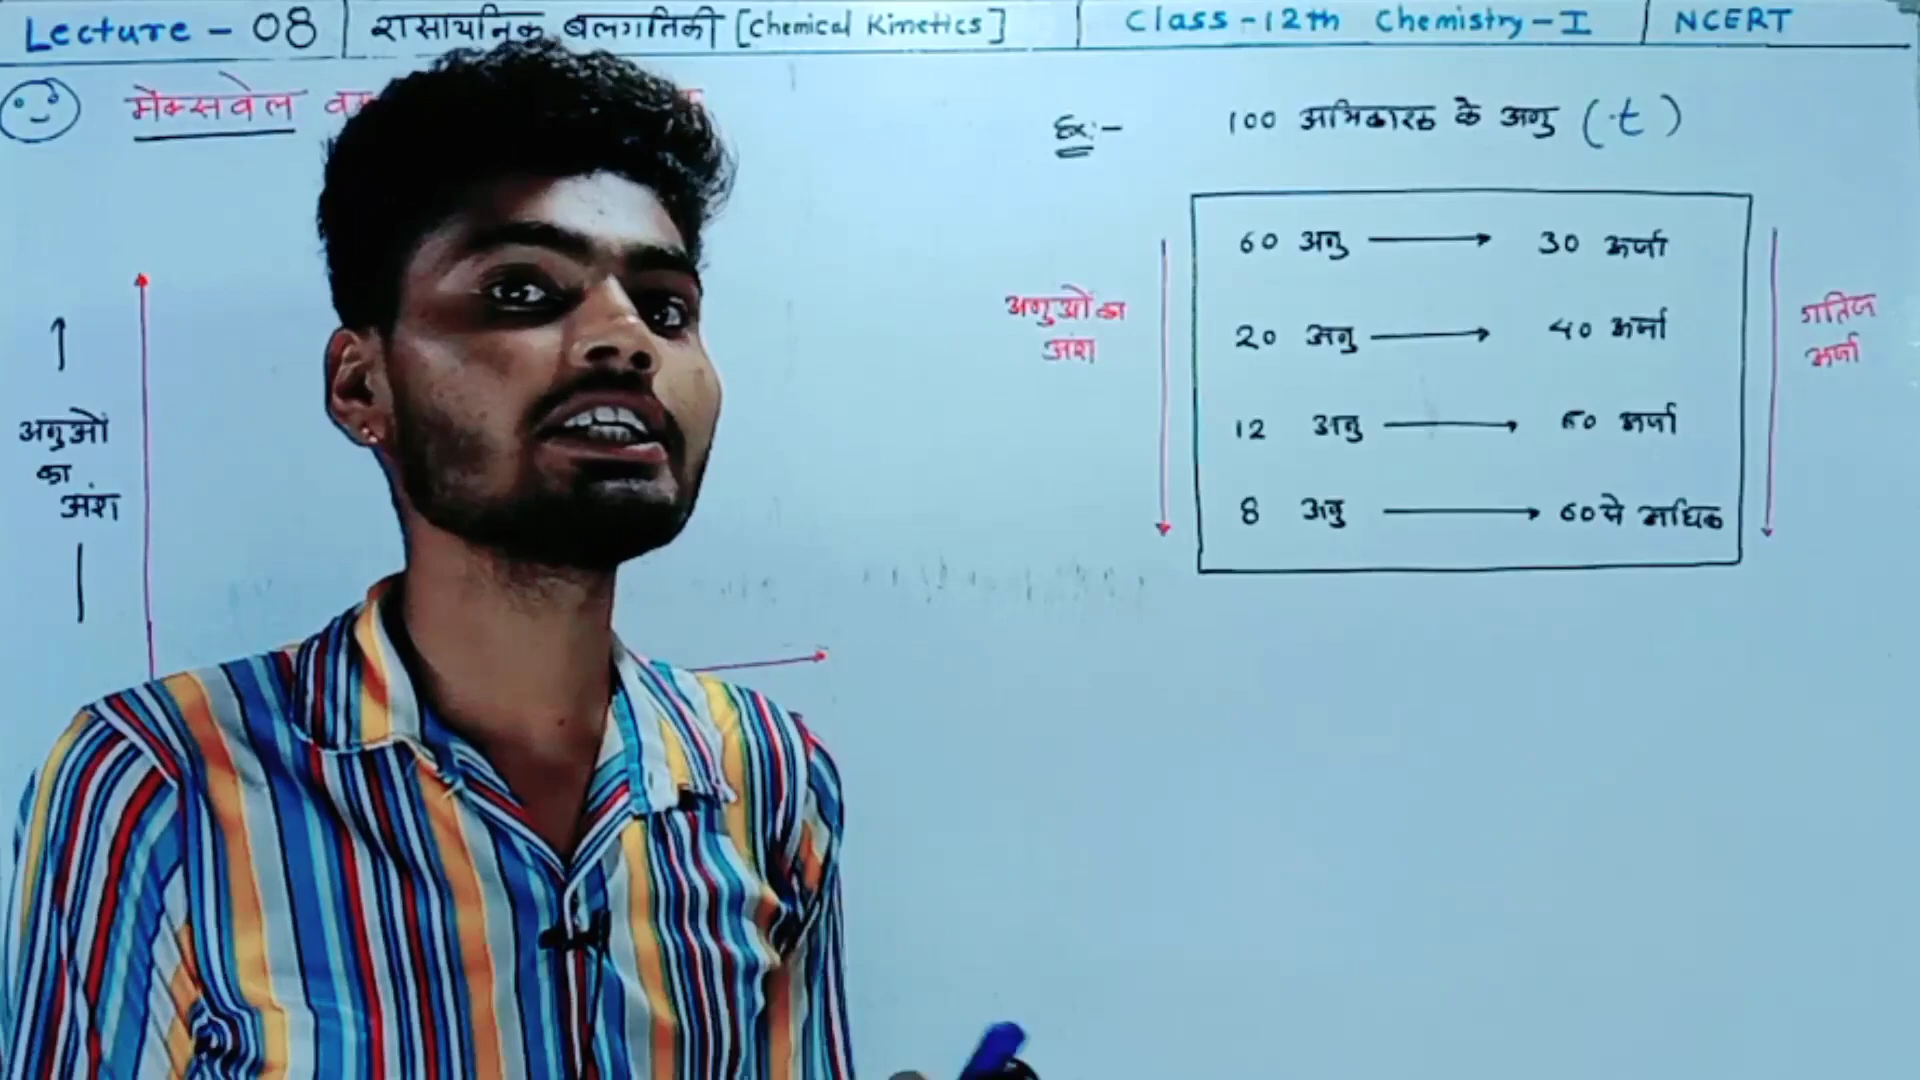 Lecture - 08
रासायनिक बलगतिकी [Chemical Kinetics]
Class - 12th Chemistry - I
NCERT
मैक्सवेल
Ex:- 100 अभिकारक के अणु (t)
60 अणु → 30 ऊर्जा
20 अणु → 40 ऊर्जा
12 अणु → 60 ऊर्जा
8 अणु → 60 से अधिक
अणुओं का
अंश
गतिज
ऊर्जा
अणुओं
का
अंश